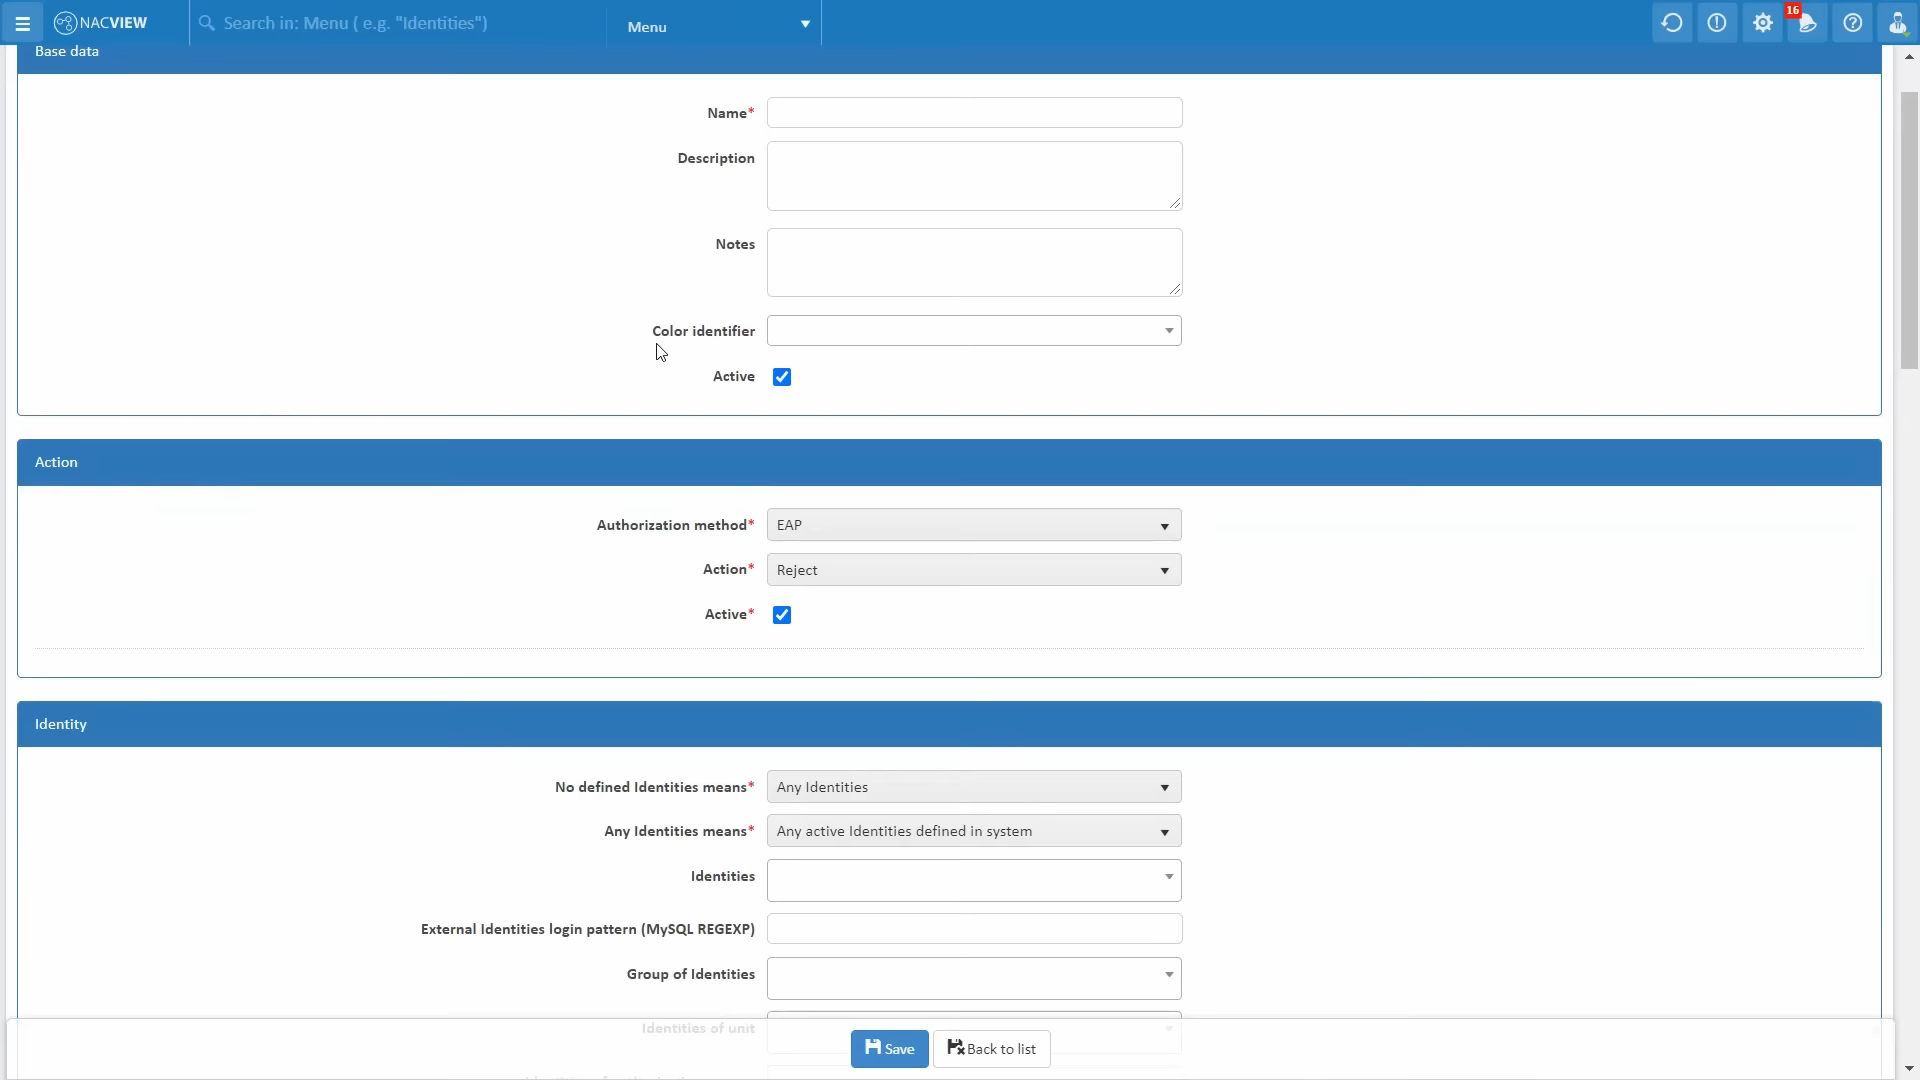 NACVIEW
Search in: Menu ( e.g. "Identities")
Menu
16
Base data
Name*
Description
Notes
Color identifier
Active
Action
Authorization method* EAP
Action* Reject
Active*
Identity
No defined Identities means* Any Identities
Any Identities means* Any active Identities defined in system
Identities
External Identities login pattern (MySQL REGEXP)
Group of Identities
Identities of unit
Save Back to list